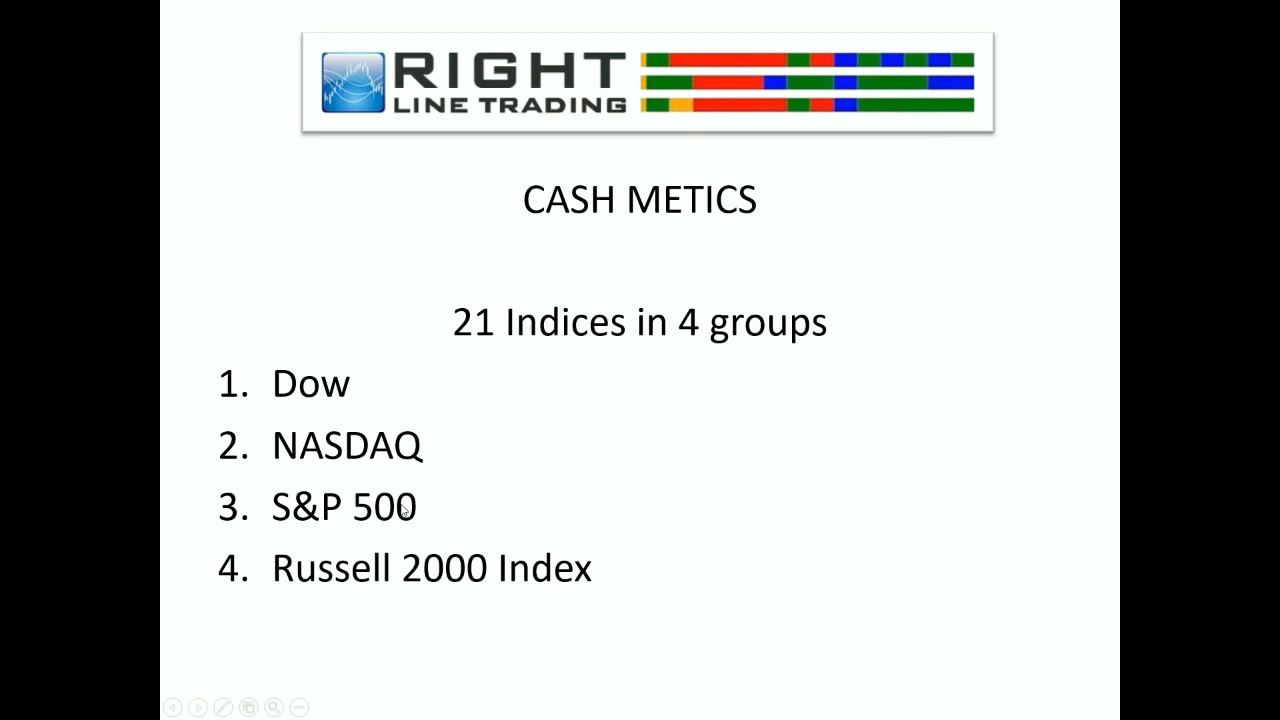 RIGHT
LINE TRADING
CASH METICS
21 Indices in 4 groups
1. Dow
2. NASDAQ
3. S&P 500
4. Russell 2000 Index